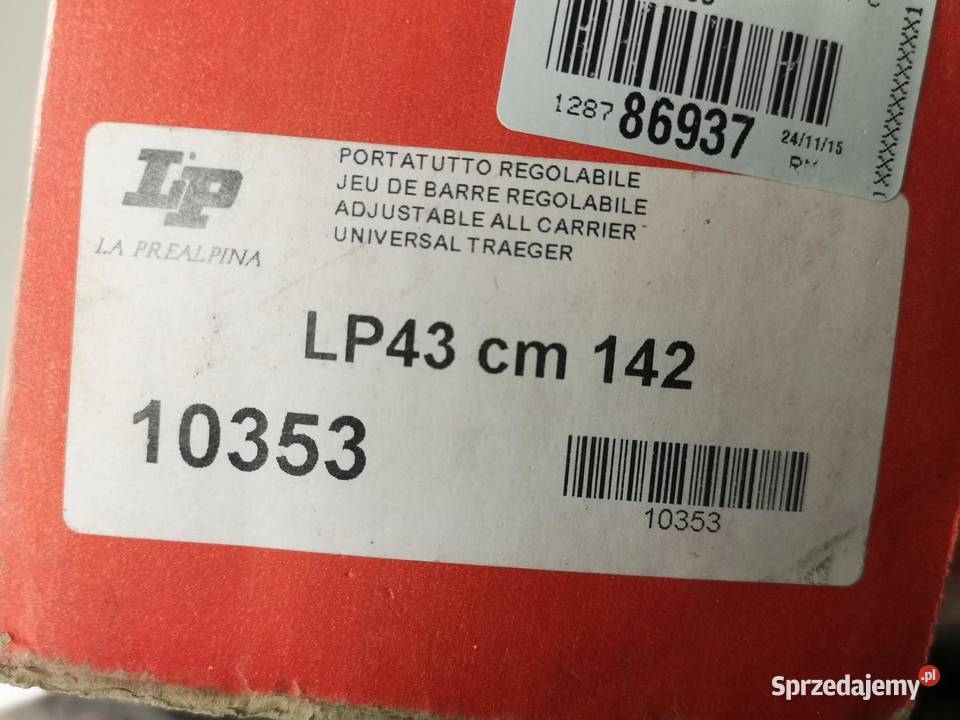 1287 86937
24/11/15
LP
LA PREALPINA
PORTATUTTO REGOLABILE
JEU DE BARRE REGOLABILE
ADJUSTABLE ALL CARRIER
UNIVERSAL TRAEGER
LP43 cm 142
10353
10353
Sprzedajemy.pl